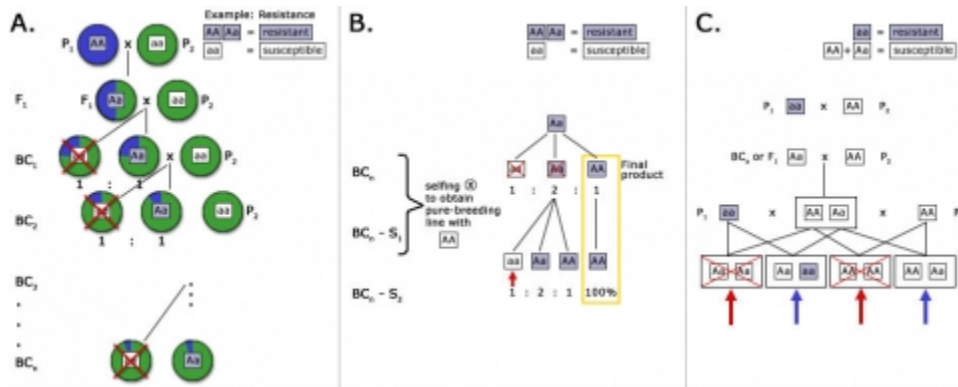 A.
Example: Resistance
AA Aa = resistant
aa = susceptible
P1 AA x aa P2
F1 F1 Aa x aa P2
BC1 Aa x aa P2
1 : 1
BC2 Aa aa P2
1 : 1
BC3
BCn Aa
B.
AA Aa = resistant
aa = susceptible
Aa
BCn AA Final product
1 : 2 : 1
selfing ⓧ
to obtain
pure-breeding
line with
AA
BCn - S1
aa Aa AA AA
BCn - S2 1 : 2 : 1 100%
C.
aa = resistant
AA + Aa = susceptible
P1 aa x AA P2
BCn or F1 Aa x AA P2
P1 aa x AA Aa x AA P2
Aa Aa Aa aa AA AA AA Aa